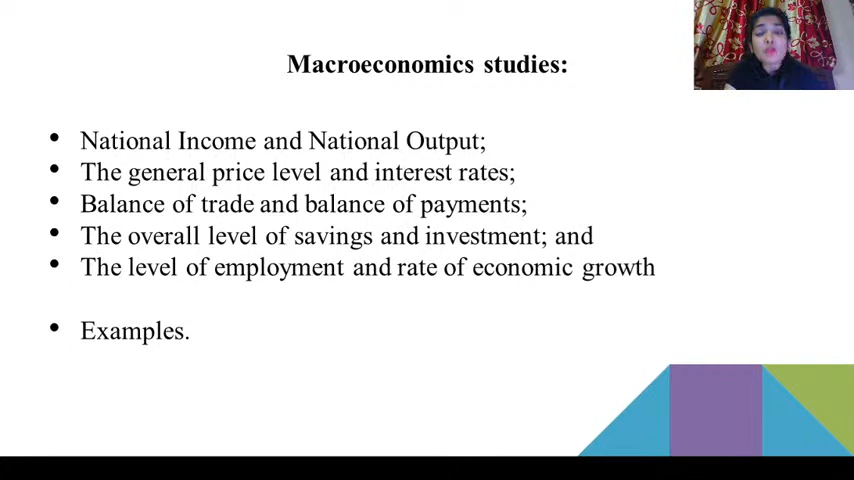 Macroeconomics studies:
• National Income and National Output;
• The general price level and interest rates;
• Balance of trade and balance of payments;
• The overall level of savings and investment; and
• The level of employment and rate of economic growth
• Examples.